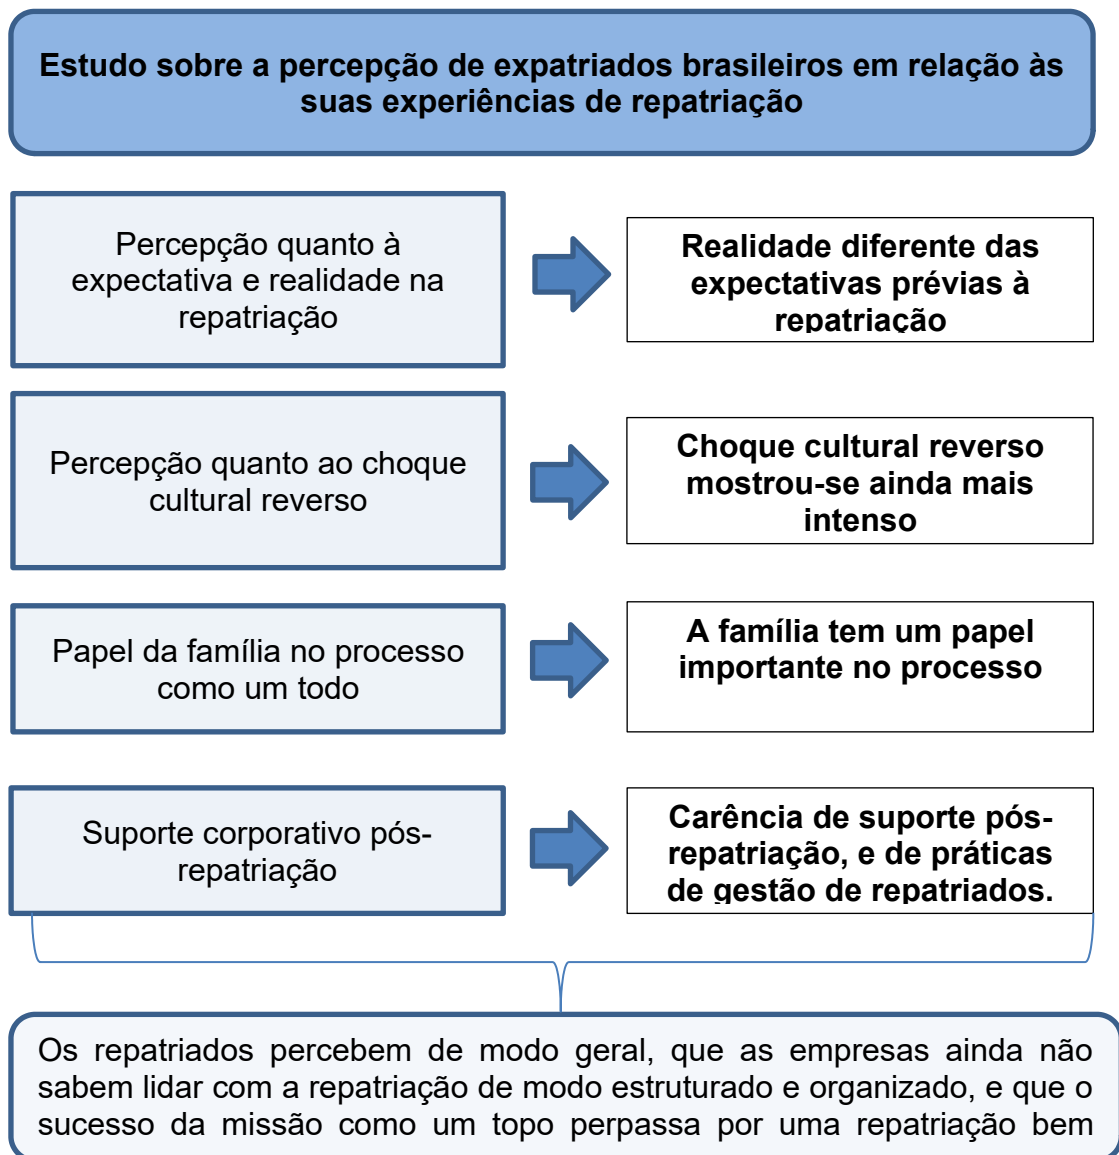 Estudo sobre a percepção de expatriados brasileiros em relação às
suas experiências de repatriação
Percepção quanto à
expectativa e realidade na
repatriação
Realidade diferente das
expectativas prévias à
repatriação
Percepção quanto ao choque
cultural reverso
Choque cultural reverso
mostrou-se ainda mais
intenso
Papel da família no processo
como um todo
A família tem um papel
importante no processo
Suporte corporativo pós-
repatriação
Carência de suporte pós-
repatriação, e de práticas
de gestão de repatriados.
Os repatriados percebem de modo geral, que as empresas ainda não
sabem lidar com a repatriação de modo estruturado e organizado, e que o
sucesso da missão como um topo perpassa por uma repatriação bem